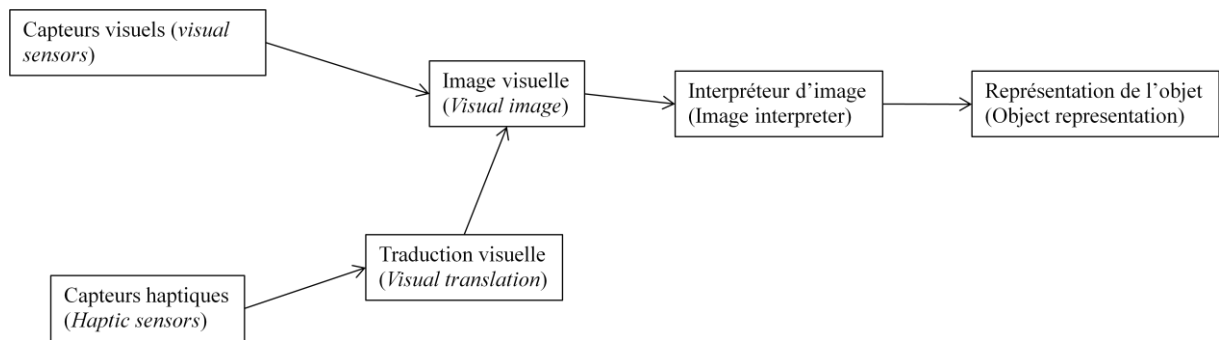 Capteurs visuels (visual
sensors)
Image visuelle
(Visual image)
Interpréteur d’image
(Image interpreter)
Représentation de l’objet
(Object representation)
Traduction visuelle
(Visual translation)
Capteurs haptiques
(Haptic sensors)